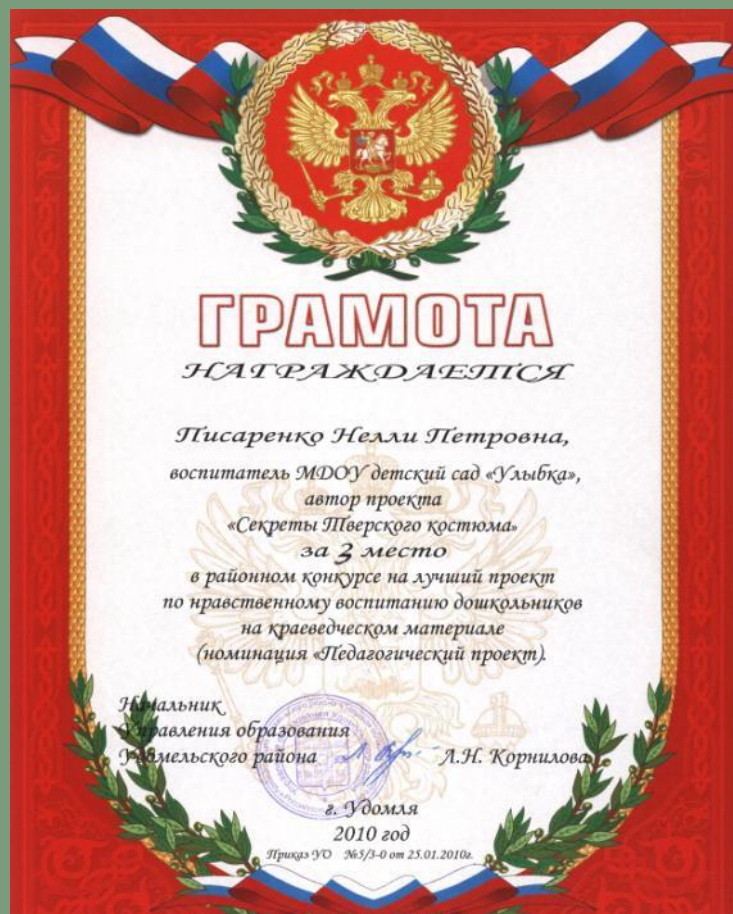 ГРАМОТА
НАГРАЖДАЕТСЯ
Писаренко Нелли Петровна,
воспитатель МДОУ детский сад «Улыбка»,
автор проекта
«Секреты Тверского костюма»
за 3 место
в районном конкурсе на лучший проект
по нравственному воспитанию дошкольников
на краеведческом материале
(номинация «Педагогический проект).
Начальник
Управления образования
Удомельского района Л.Н. Корнилова
г. Удомля
2010 год
Приказ УО №5/3-0 от 25.01.2010г.